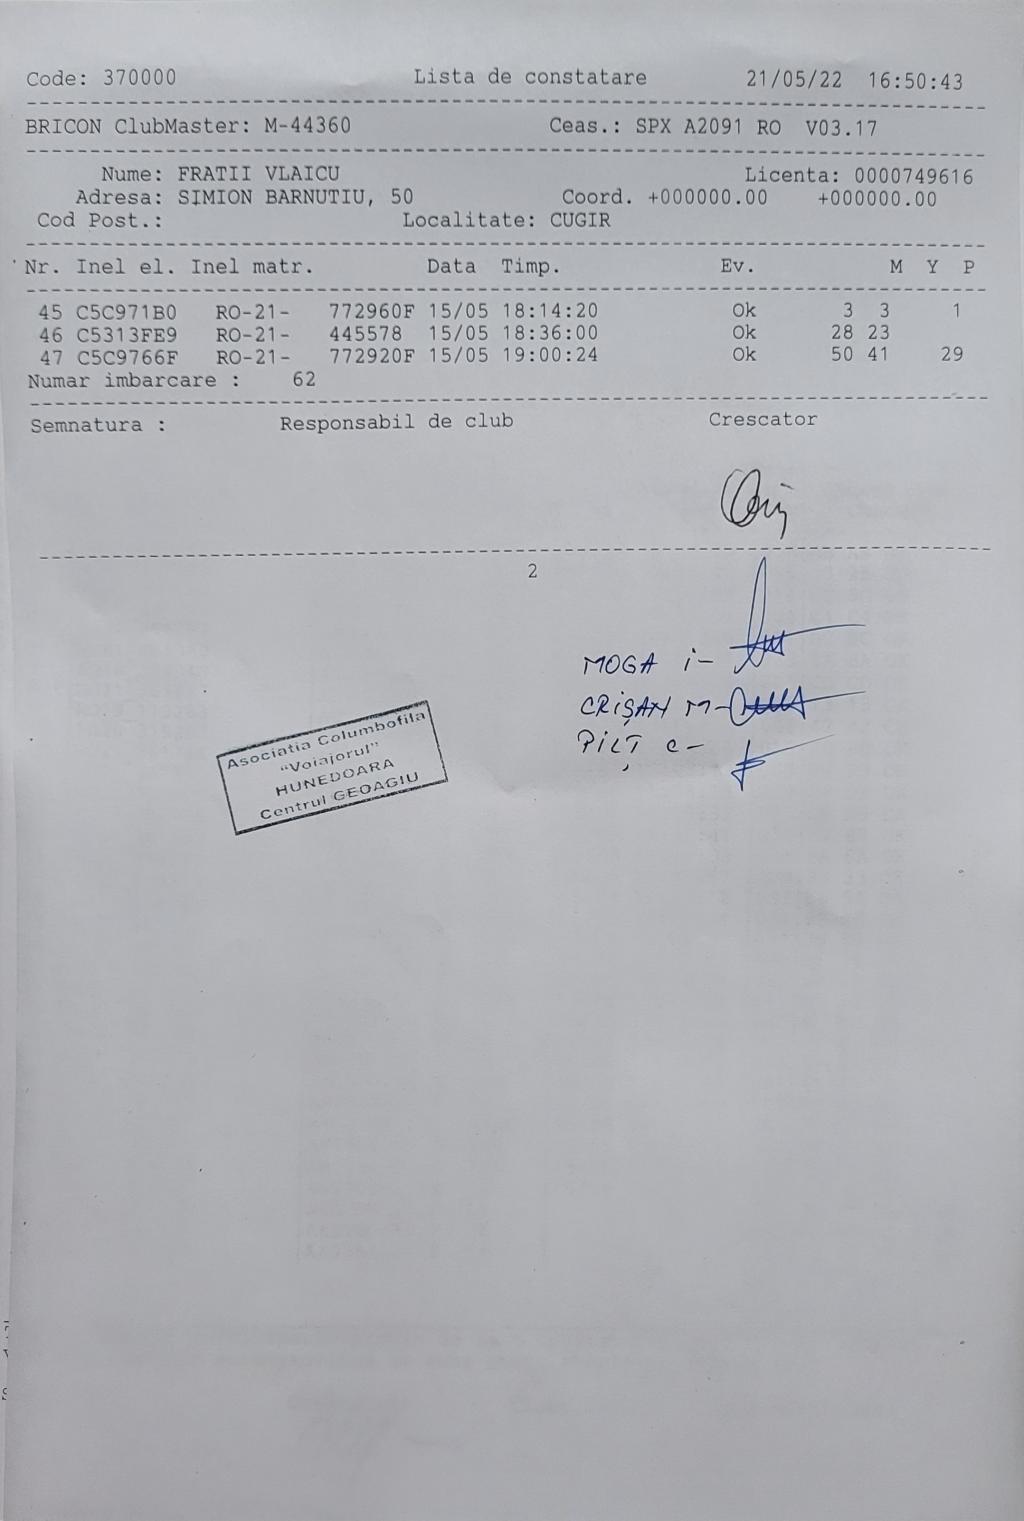 Code: 370000 Lista de constatare 21/05/22 16:50:43
BRICON ClubMaster: M-44360 Ceas.: SPX A2091 RO V03.17
Nume: FRATII VLAICU Licenta: 0000749616
Adresa: SIMION BARNUTIU, 50 Coord. +000000.00 +000000.00
Cod Post.: Localitate: CUGIR
Nr. Inel el. Inel matr. Data Timp. Ev. M Y P
45 C5C971B0 RO-21- 772960F 15/05 18:14:20 Ok 3 3 1
46 C5313FE9 RO-21- 445578 15/05 18:36:00 Ok 28 23
47 C5C9766F RO-21- 772920F 15/05 19:00:24 Ok 50 41 29
Numar imbarcare : 62
Semnatura : Responsabil de club Crescator
2
MOGA i-
CRIŞAN M-
PILŢ C-
Asociatia Columbofila
"Voiajorul"
HUNEDOARA
Centrul GEOAGIU